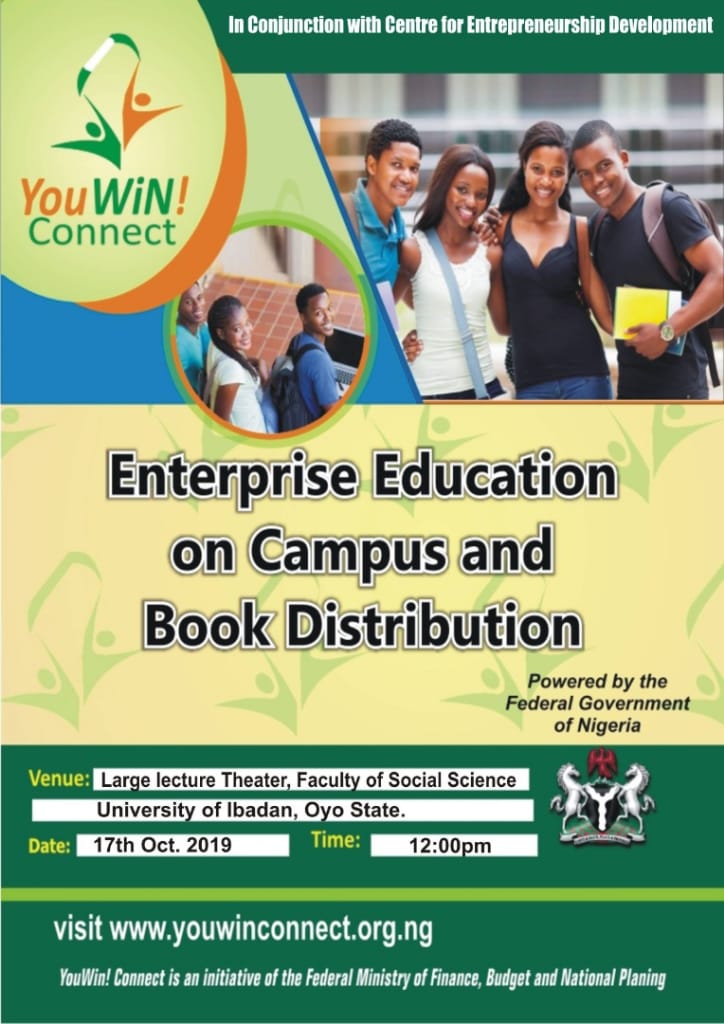 In Conjunction with Centre for Entrepreneurship Development
YouWiN!
Connect
Enterprise Education
on Campus and
Book Distribution
Powered by the
Federal Government
of Nigeria
Venue: Large lecture Theater, Faculty of Social Science
University of Ibadan, Oyo State.
Date: 17th Oct. 2019 Time: 12:00pm
visit www.youwinconnect.org.ng
YouWin! Connect is an initiative of the Federal Ministry of Finance, Budget and National Planing